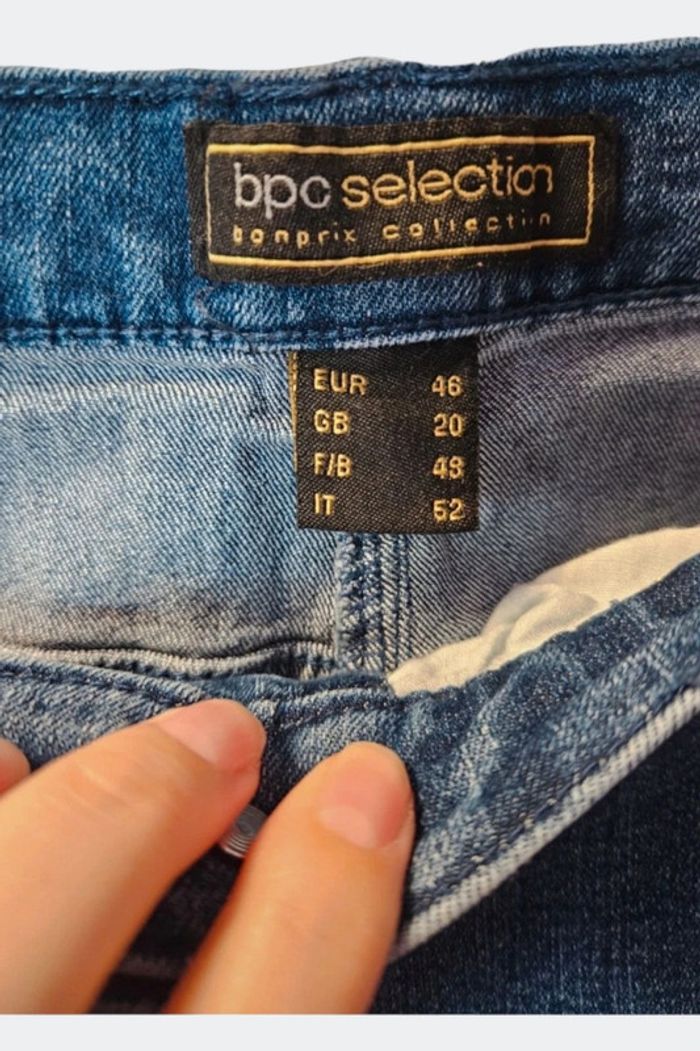 bpc selection
bonprix collection
EUR 46
GB 20
F/B 48
IT 52